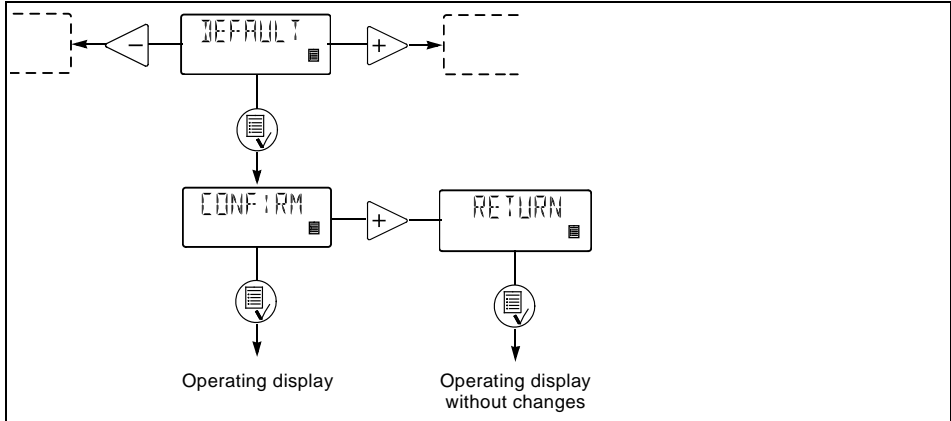 DEFAULT
CONFIRM
RETURN
Operating display
Operating display
without changes